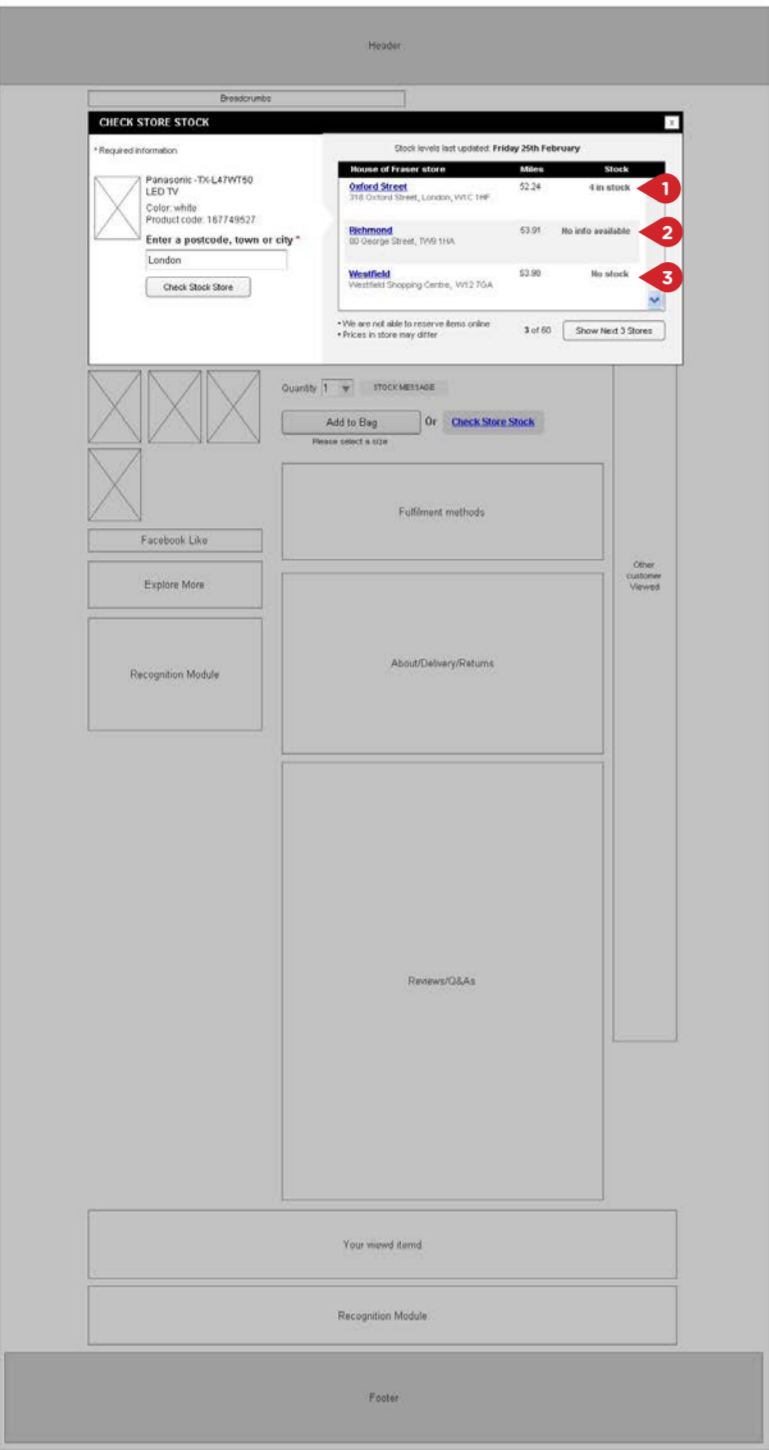 Header
Breadcrumbs
CHECK STORE STOCK
x
* Required information
Panasonic -TX-L47WT50
LED TV
Color: white
Product code: 187749527
Enter a postcode, town or city *
London
Check Stock Store
Stock levels last updated: Friday 25th February
House of Fraser store Miles Stock
Oxford Street 52.24 4 in stock 1
318 Oxford Street, London, W1C 1HF
Richmond 53.91 No info available 2
80 George Street, TW9 1HA
Westfield 53.90 No stock 3
Westfield Shopping Centre, W12 7GA
• We are not able to reserve items online
• Prices in store may differ
3 of 60 Show Next 3 Stores
Quantity 1 STOCK MESSAGE
Add to Bag Or Check Store Stock
Please select a size
Fulfilment methods
Facebook Like
Explore More
Other
customer
Viewed
Recognition Module
About/Delivery/Returns
Reviews/Q&As
Your viewd itemd
Recognition Module
Footer